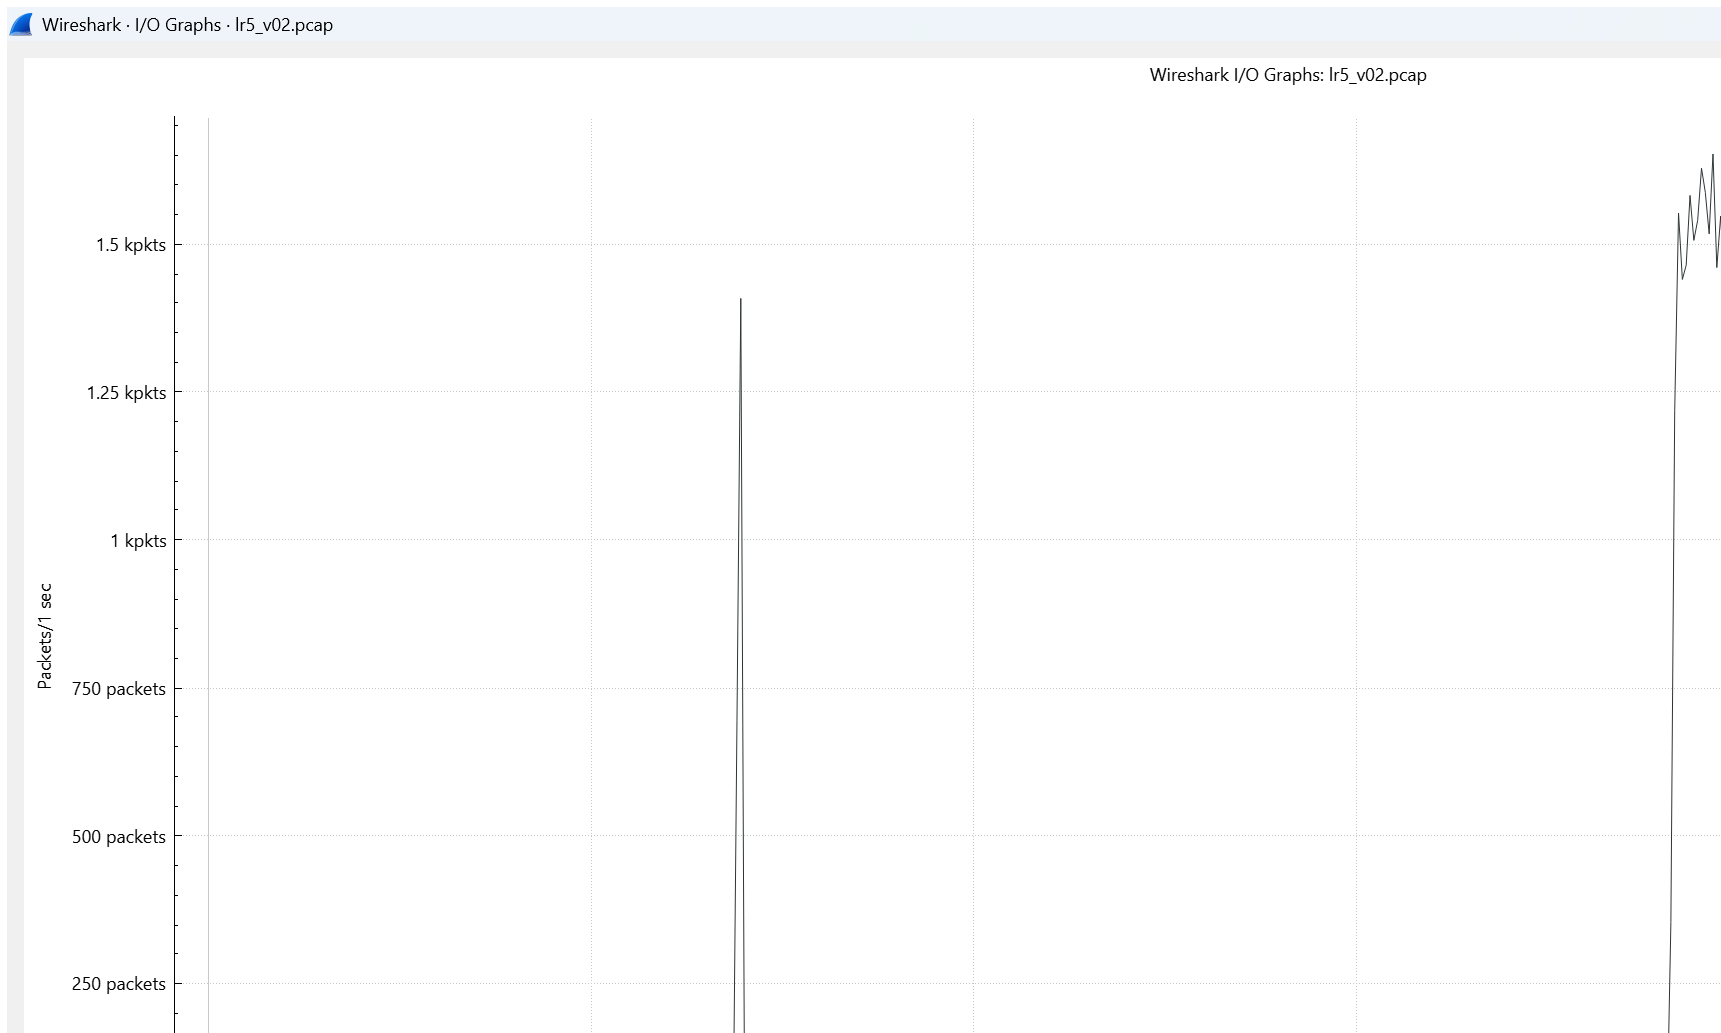 Wireshark · I/O Graphs · lr5_v02.pcap
Wireshark I/O Graphs: lr5_v02.pcap
1.5 kpkts
1.25 kpkts
1 kpkts
Packets/1 sec
750 packets
500 packets
250 packets